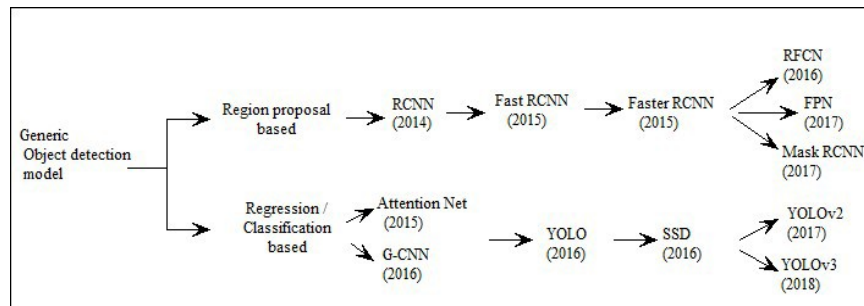 Generic
Object detection
model
Region proposal
based
RCNN
(2014)
Fast RCNN
(2015)
Faster RCNN
(2015)
RFCN
(2016)
FPN
(2017)
Mask RCNN
(2017)
Regression /
Classification
based
Attention Net
(2015)
G-CNN
(2016)
YOLO
(2016)
SSD
(2016)
YOLOv2
(2017)
YOLOv3
(2018)